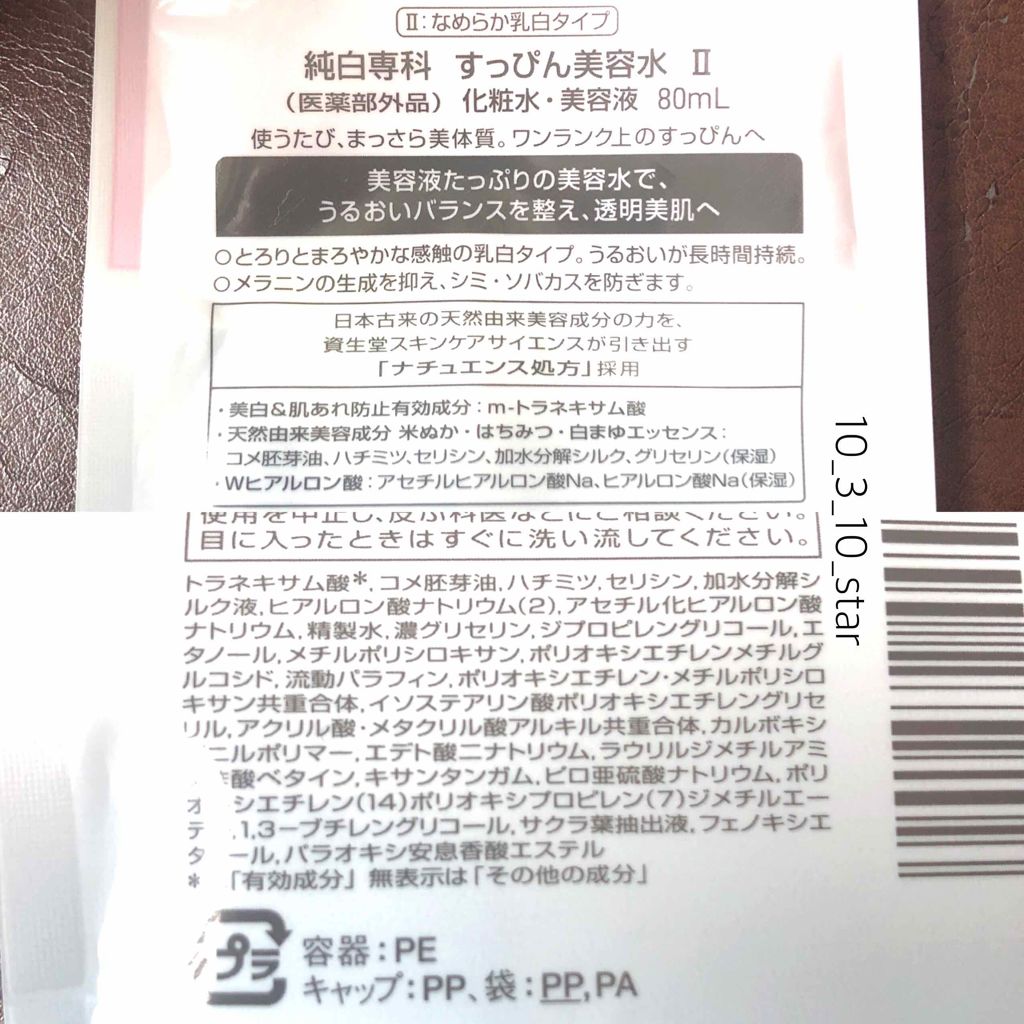 II:なめらか乳白タイプ
純白専科 すっぴん美容水 II
(医薬部外品) 化粧水・美容液 80mL
使うたび、まっさら美体質。ワンランク上のすっぴんへ
美容液たっぷりの美容水で、
うるおいバランスを整え、透明美肌へ
○とろりとまろやかな感触の乳白タイプ。うるおいが長時間持続。
○メラニンの生成を抑え、シミ・ソバカスを防ぎます。
日本古来の天然由来美容成分の力を、
資生堂スキンケアサイエンスが引き出す
「ナチュエンス処方」採用
・美白&肌あれ防止有効成分:m-トラネキサム酸
・天然由来美容成分 米ぬか・はちみつ・白まゆエッセンス:
コメ胚芽油、ハチミツ、セリシン、加水分解シルク、グリセリン(保湿)
・Wヒアルロン酸:アセチルヒアルロン酸Na、ヒアルロン酸Na(保湿)
使用を中止し、皮ふ科医などにご相談ください。
目に入ったときはすぐに洗い流してください。
トラネキサム酸*,コメ胚芽油,ハチミツ,セリシン,加水分解シ
ルク液,ヒアルロン酸ナトリウム(2),アセチル化ヒアルロン酸
ナトリウム,精製水,濃グリセリン,ジプロピレングリコール,エ
タノール,メチルポリシロキサン,ポリオキシエチレンメチルグ
ルコシド,流動パラフィン,ポリオキシエチレン・メチルポリシロ
キサン共重合体,イソステアリン酸ポリオキシエチレングリセ
リル,アクリル酸・メタクリル酸アルキル共重合体,カルボキシ
ニルポリマー,エデト酸二ナトリウム,ラウリルジメチルアミ
酸ベタイン,キサンタンガム,ピロ亜硫酸ナトリウム,ポリ
オ シエチレン(14)ポリオキシプロピレン(7)ジメチルエー
テ ,1,3-ブチレングリコール,サクラ葉抽出液,フェノキシエ
タ ール,パラオキシ安息香酸エステル
* 「有効成分」無表示は「その他の成分」
プラ
容器:PE
キャップ:PP、袋:PP,PA
10_3_10_star